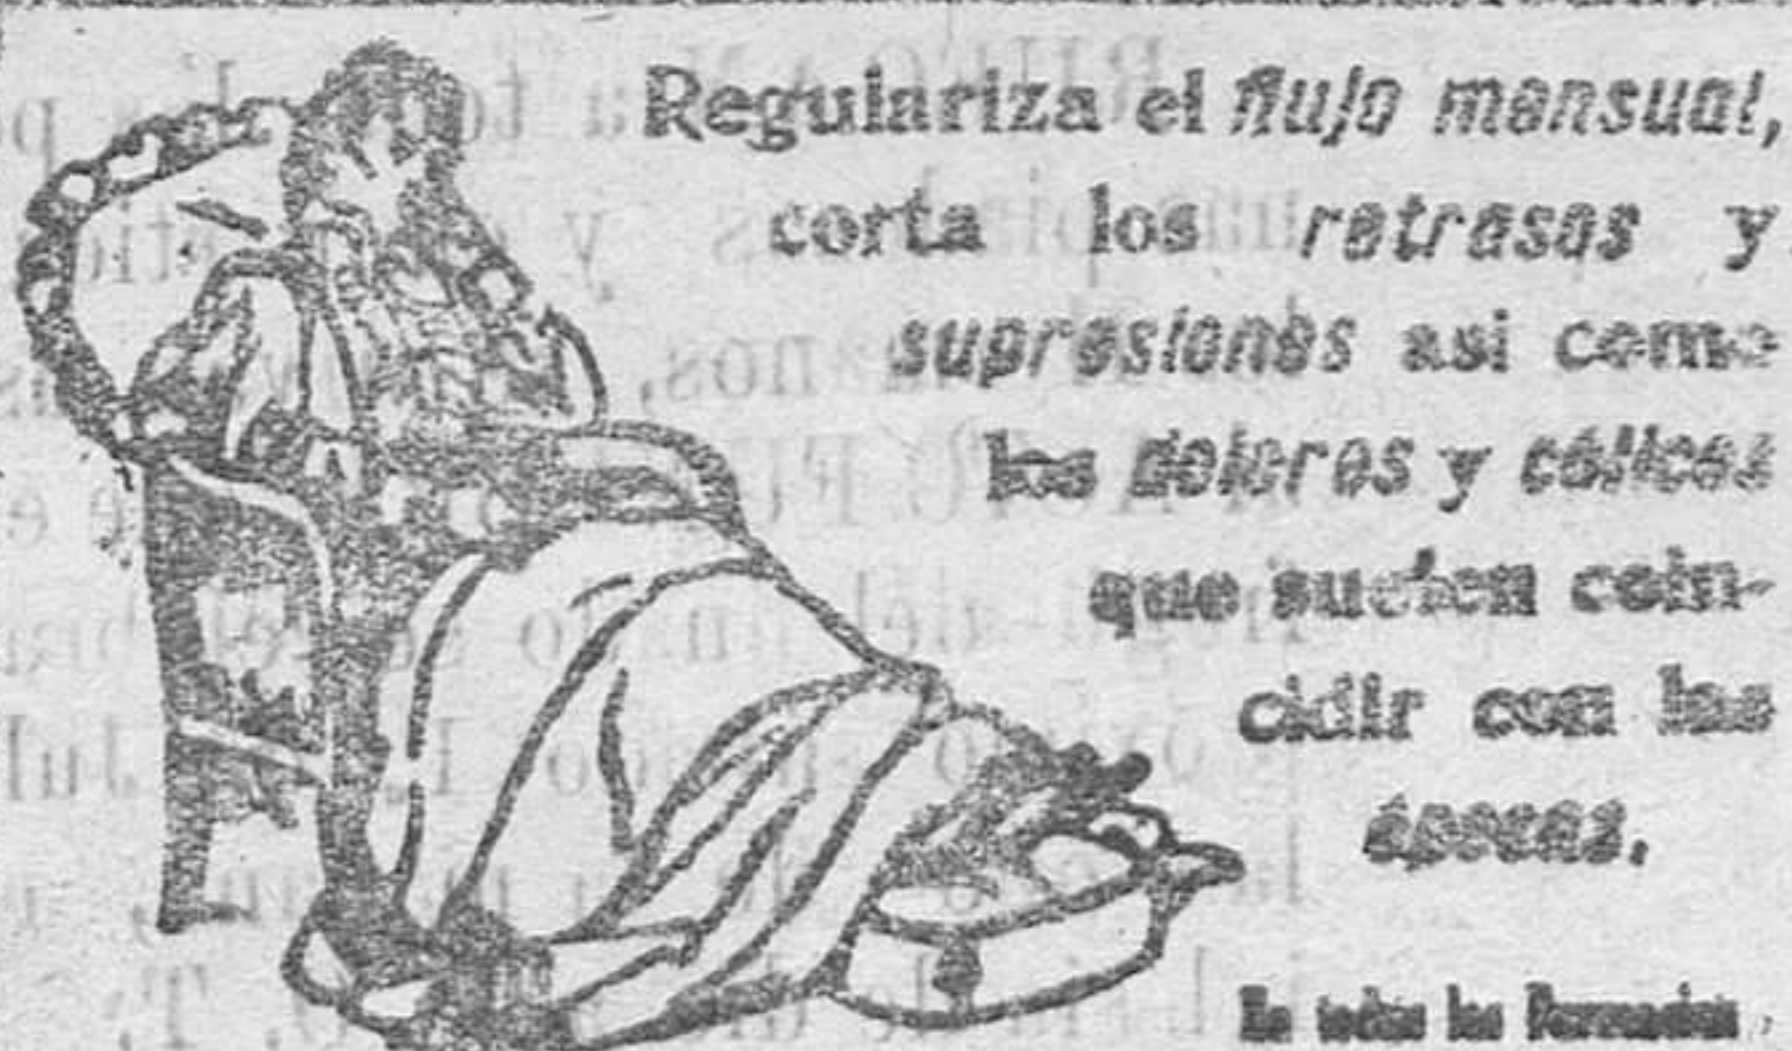 Regulariza el flujo mensual,
corta los retrasos y
supresiones asi como
los dolores y cólicos
que suelen coin-
cidir con las
épocas.
En todas las Farmacias